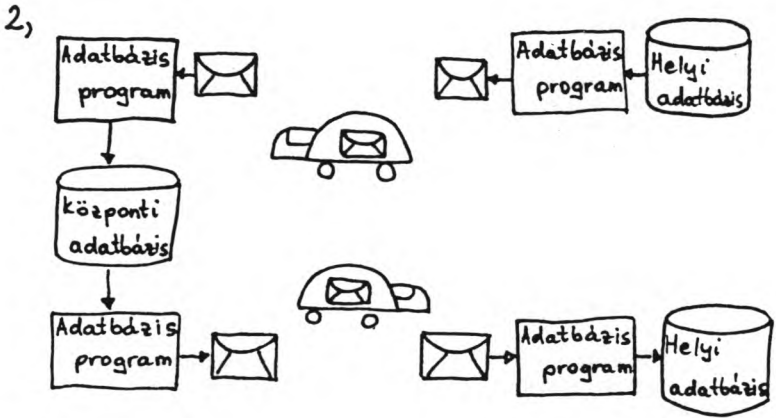 2,
Adatbázis
program
Adatbázis
program
Helyi
adatbázis
Központi
adatbázis
Adatbázis
program
Adatbázis
program
Helyi
adatbázis